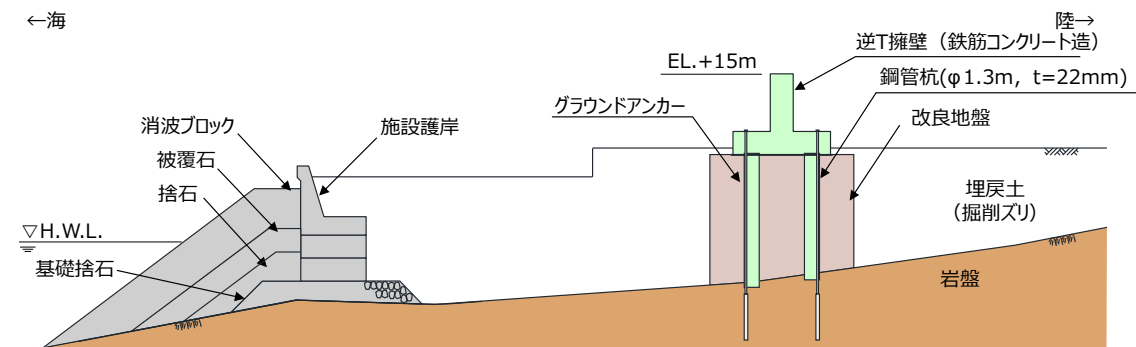 ←海
陸→
逆T擁壁（鉄筋コンクリート造）
EL.+15m
鋼管杭(φ1.3m，t=22mm)
グラウンドアンカー
改良地盤
消波ブロック
施設護岸
被覆石
捨石
埋戻土
（掘削ズリ）
▽H.W.L.
基礎捨石
岩盤